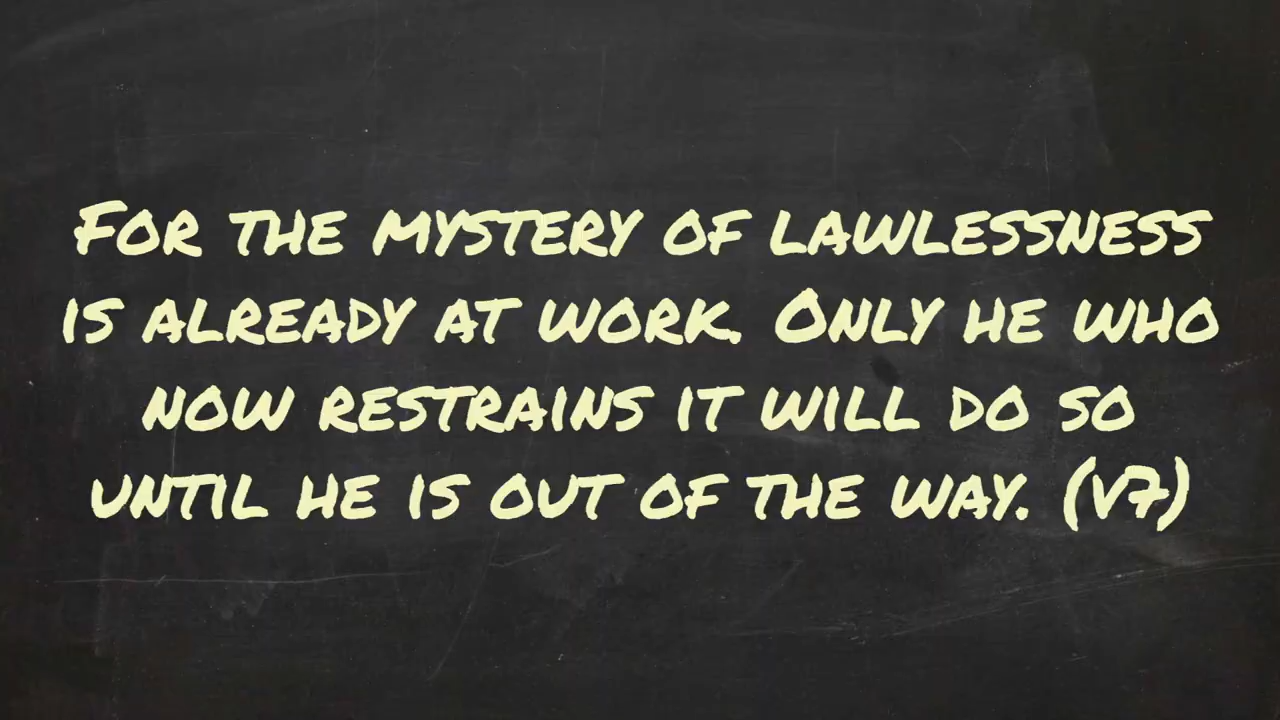 For the mystery of lawlessness
is already at work. Only he who
now restrains it will do so
until he is out of the way. (v7)